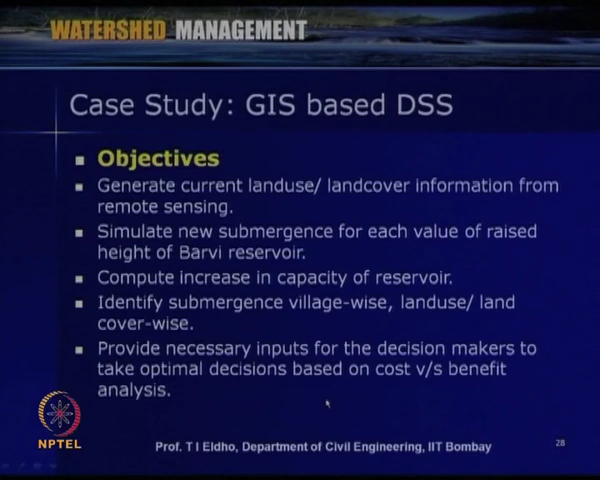 WATERSHED MANAGEMENT
Case Study: GIS based DSS
Objectives
Generate current landuse/ landcover information from
remote sensing.
Simulate new submergence for each value of raised
height of Barvi reservoir.
Compute increase in capacity of reservoir.
Identify submergence village-wise, landuse/ land
cover-wise.
Provide necessary inputs for the decision makers to
take optimal decisions based on cost v/s benefit
analysis.
NPTEL
Prof. T I Eldho, Department of Civil Engineering, IIT Bombay
28